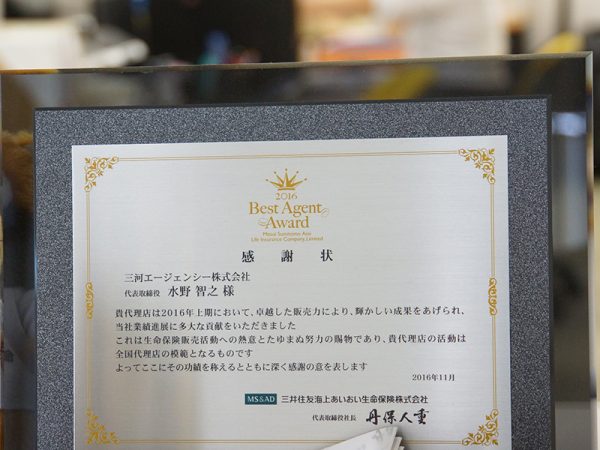 2016
Best Agent
Award
Mitsui Sumitomo Aioi
Life Insurance Company, Limited
感謝状
三河エージェンシー株式会社
代表取締役 水野 智之 様
貴代理店は2016年上期において、卓越した販売力により、輝かしい成果をあげられ、
当社業績進展に多大な貢献をいただきました
これは生命保険販売活動への熱意とたゆまぬ努力の賜物であり、貴代理店の活動は
全国代理店の模範となるものです
よってここにその功績を称えるとともに深く感謝の意を表します
2016年11月
MS&AD 三井住友海上あいおい生命保険株式会社
代表取締役社長 丹保人重